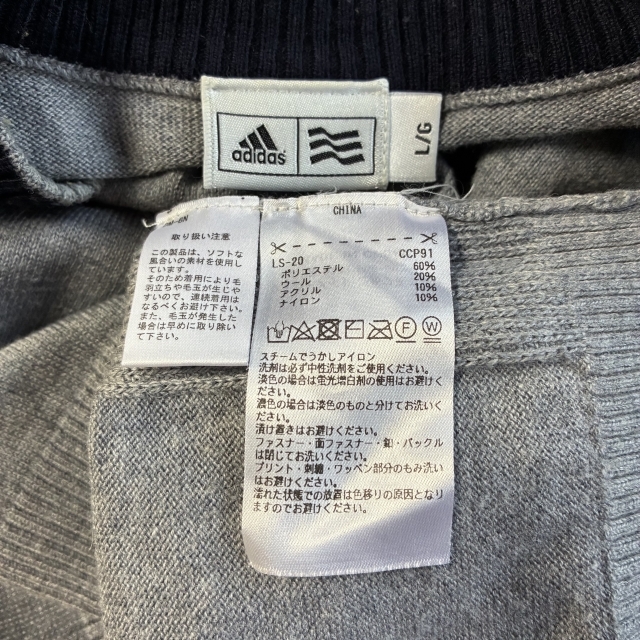 adidas
L/G
CHINA
LS-20 CCP91
ポリエステル 60%
ウール 20%
アクリル 10%
ナイロン 10%
スチームでうかしアイロン
洗剤は必ず中性洗剤をご使用ください。
淡色の場合は蛍光増白剤の使用はお避けく
ださい。
濃色の場合は淡色のものと分けてお洗いく
ださい。
漬け置きはお避けください。
ファスナー・面ファスナー・釦・バックル
は閉じてお洗いください。
プリント・刺繍・ワッペン部分のもみ洗い
はお避けください。
濡れた状態での放置は色移りの原因となり
ますのでお避けください。
取り扱い注意
この製品は、ソフトな
風合いの素材を使用し
ています。
そのため着用により毛
羽立ちや毛玉が生じや
すいので、連続着用は
なるべくお避け下さい。
また、毛玉が発生した
場合は早めに取り除い
て下さい。